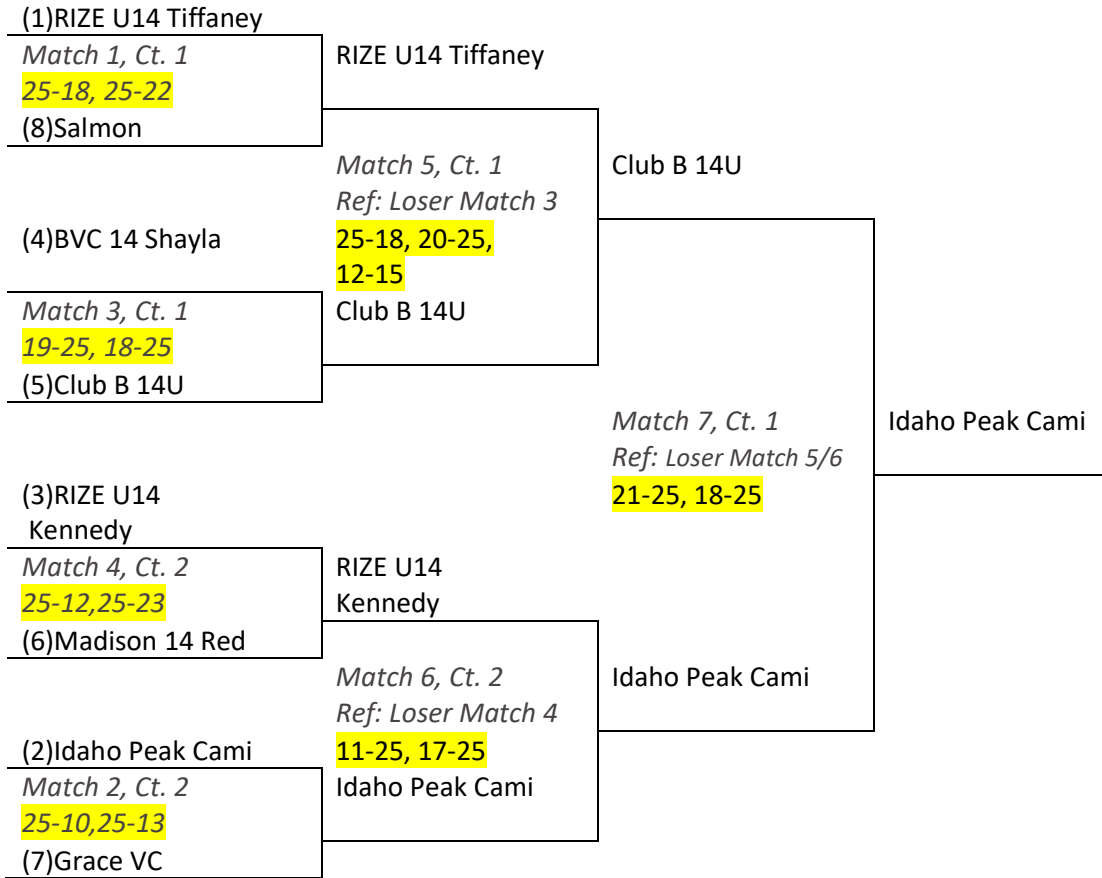 (1)RIZE U14 Tiffaney
Match 1, Ct. 1
25-18, 25-22
(8)Salmon
RIZE U14 Tiffaney
(4)BVC 14 Shayla
Match 3, Ct. 1
19-25, 18-25
(5)Club B 14U
Match 5, Ct. 1
Ref: Loser Match 3
25-18, 20-25,
12-15
Club B 14U
Club B 14U
(3)RIZE U14
Kennedy
Match 4, Ct. 2
25-12,25-23
(6)Madison 14 Red
RIZE U14
Kennedy
(2)Idaho Peak Cami
Match 2, Ct. 2
25-10,25-13
(7)Grace VC
Match 6, Ct. 2
Ref: Loser Match 4
11-25, 17-25
Idaho Peak Cami
Idaho Peak Cami
Match 7, Ct. 1
Ref: Loser Match 5/6
21-25, 18-25
Idaho Peak Cami